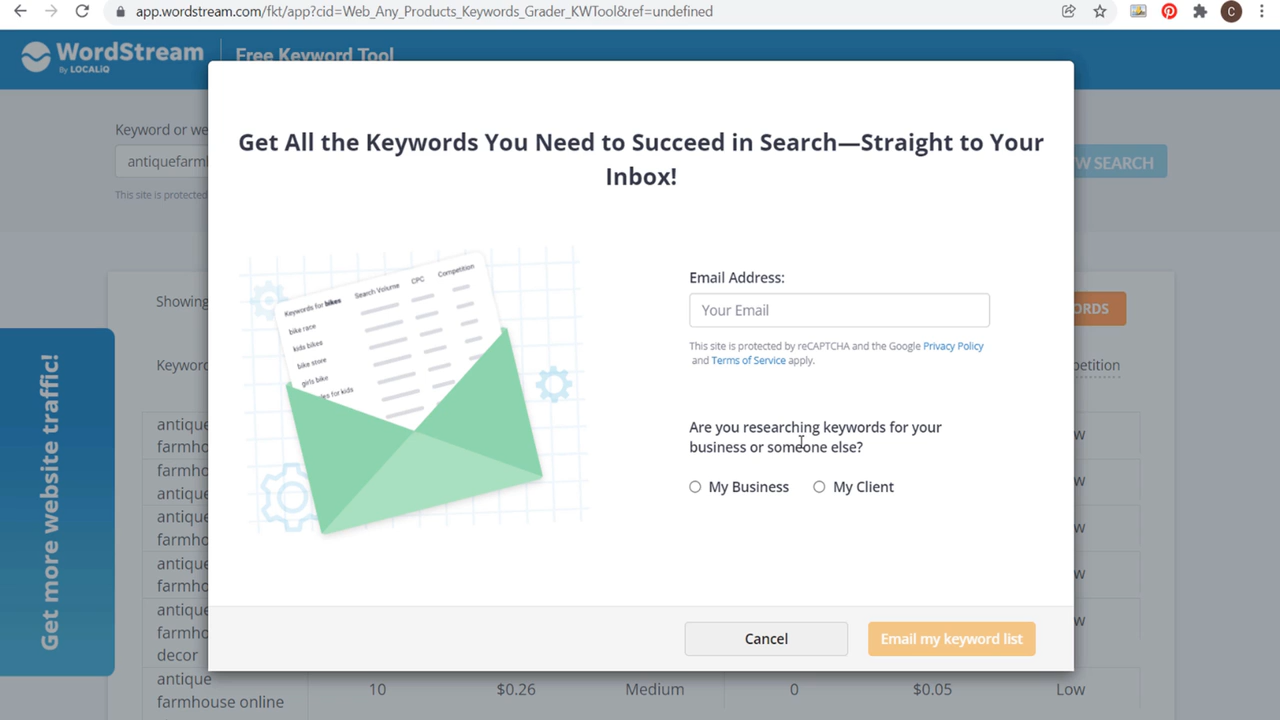 app.wordstream.com/fkt/app?cid=Web_Any_Products_Keywords_Grader_KWTool&ref=undefined
C
WordStream
By LOCALiQ
Free Keyword Tool
Keyword or we
antiquefarm
This site is protected
W SEARCH
Get All the Keywords You Need to Succeed in Search—Straight to Your
Inbox!
Keywords for bikes Search Volume CPC Competition
bike race
kids bikes
bike store
girls bike
for kids
Email Address:
Your Email
This site is protected by reCAPTCHA and the Google Privacy Policy
and Terms of Service apply.
Are you researching keywords for your
business or someone else?
My Business My Client
Cancel
Email my keyword list
Get more website traffic!
Showing
RDS
Keywor
petition
antique
farmho
w
farmho
antique
w
antique
farmho
w
antique
farmho
w
antique
farmho
decor
w
antique
farmhouse online
10 $0.26 Medium 0 $0.05 Low